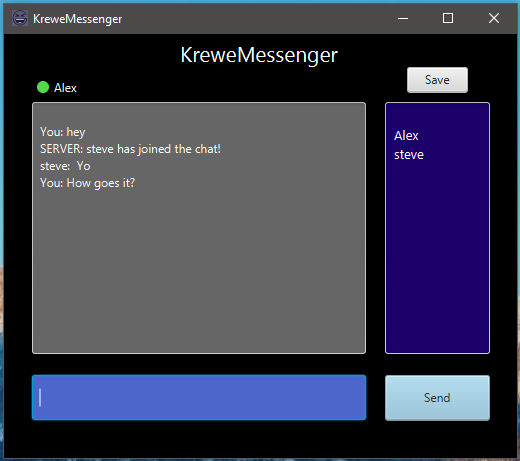 KreweMessenger
KreweMessenger
Save
Alex
You: hey
SERVER: steve has joined the chat!
steve:  Yo
You: How goes it?
Alex
steve
Send